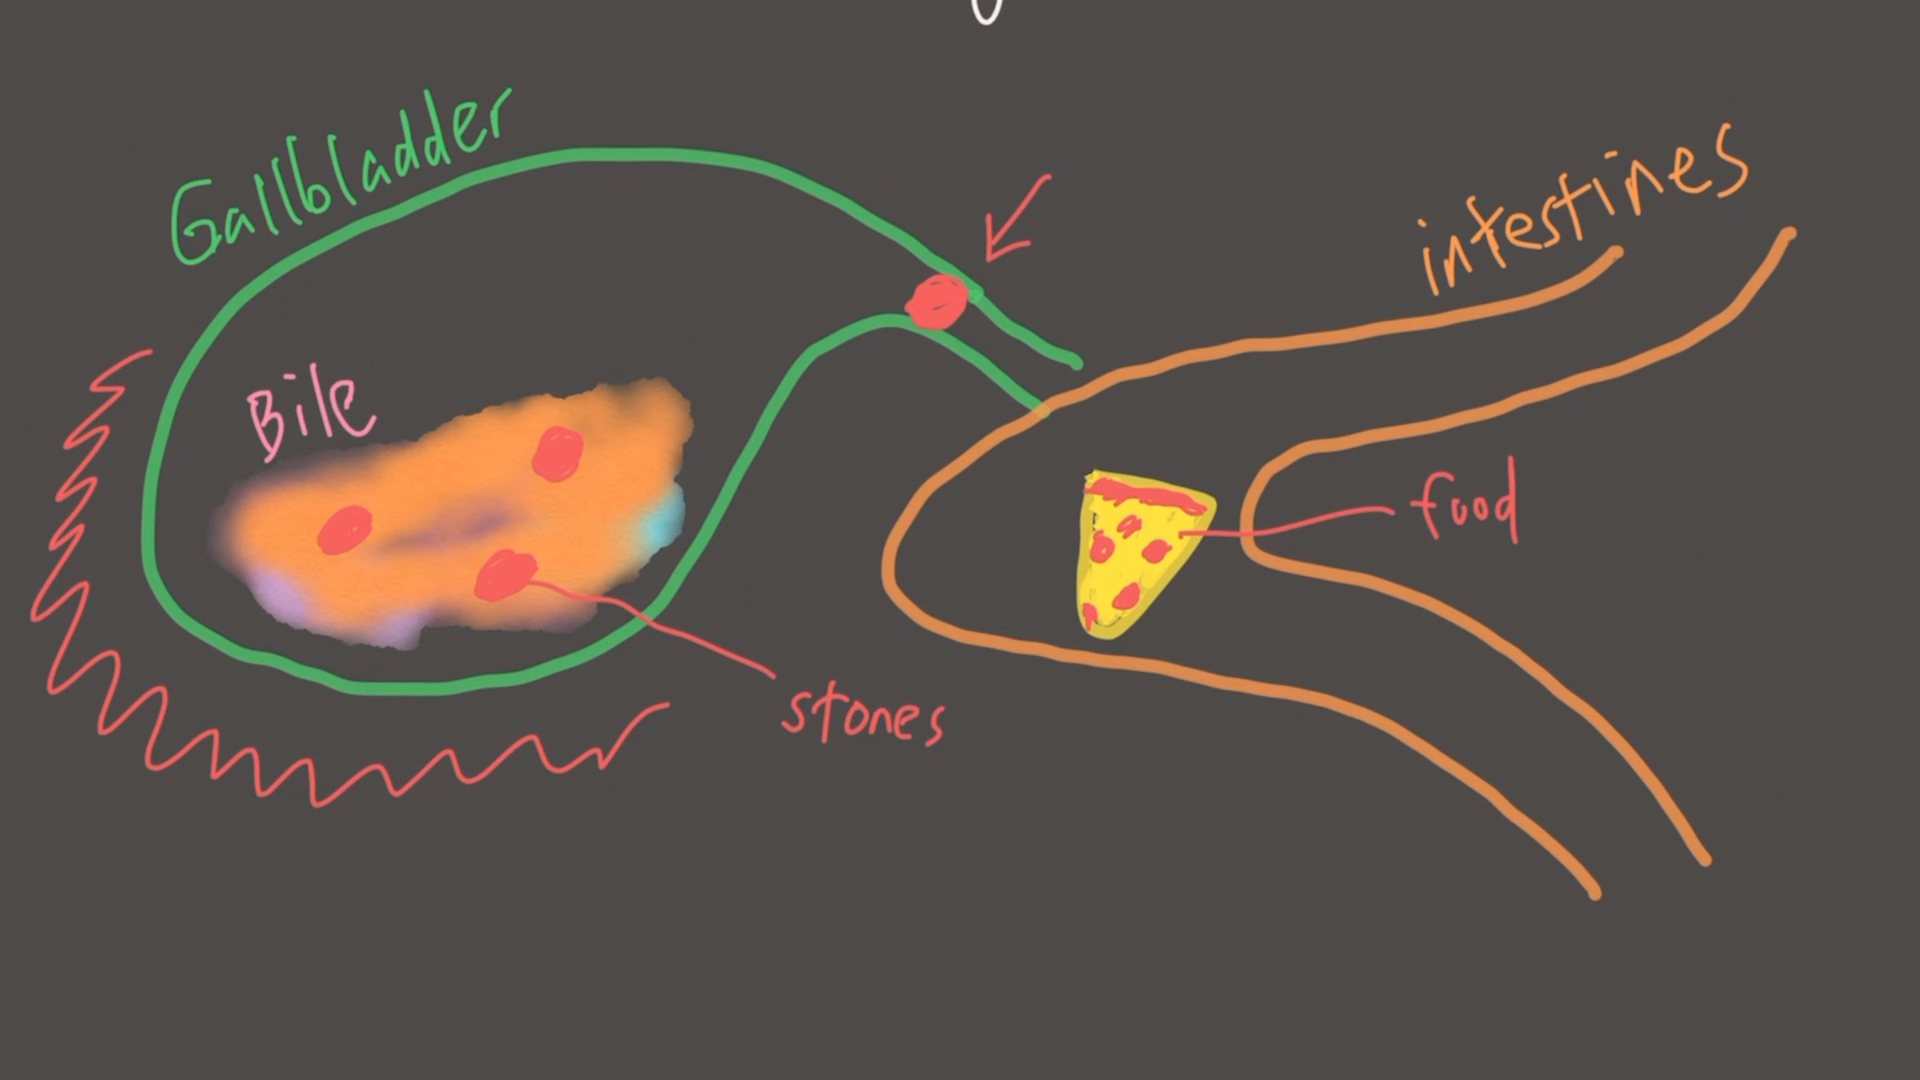 Gallbladder
intestines
Bile
food
stones